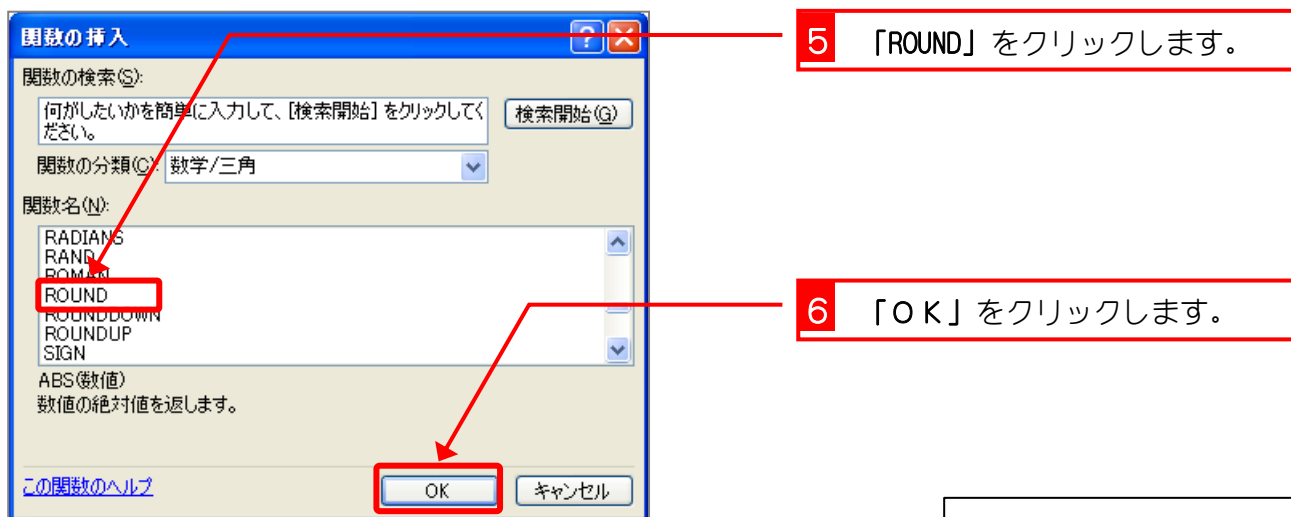 関数の挿入
5 「ROUND」をクリックします。
関数の検索(S):
何がしたいかを簡単に入力して、[検索開始] をクリックしてく
ださい。
検索開始(G)
関数の分類(C): 数学/三角
関数名(N):
RADIANS
RAND
ROMAN
ROUND
ROUNDDOWN
ROUNDUP
SIGN
6 「ＯＫ」をクリックします。
ABS(数値)
数値の絶対値を返します。
この関数のヘルプ
OK
キャンセル